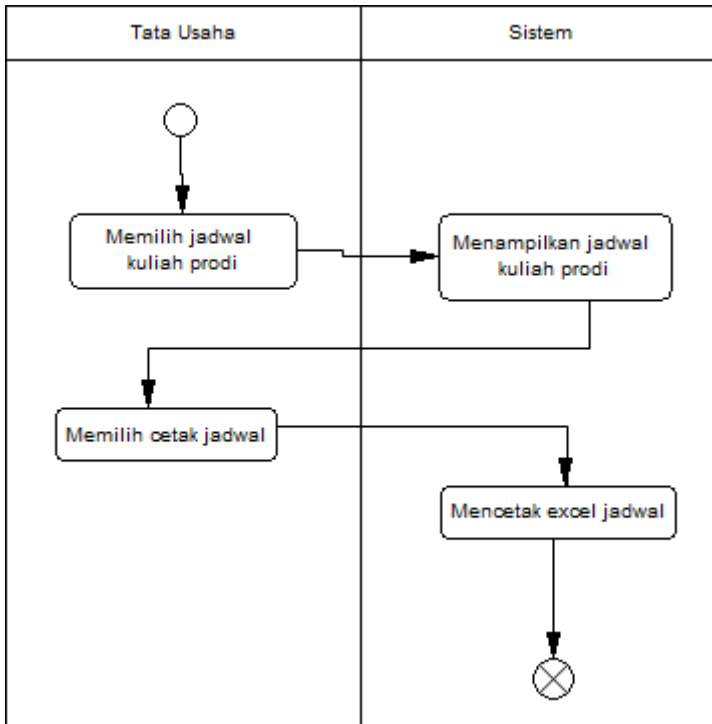 Tata Usaha
Sistem
Memilih jadwal
kuliah prodi
Menampilkan jadwal
kuliah prodi
Memilih cetak jadwal
Mencetak excel jadwal